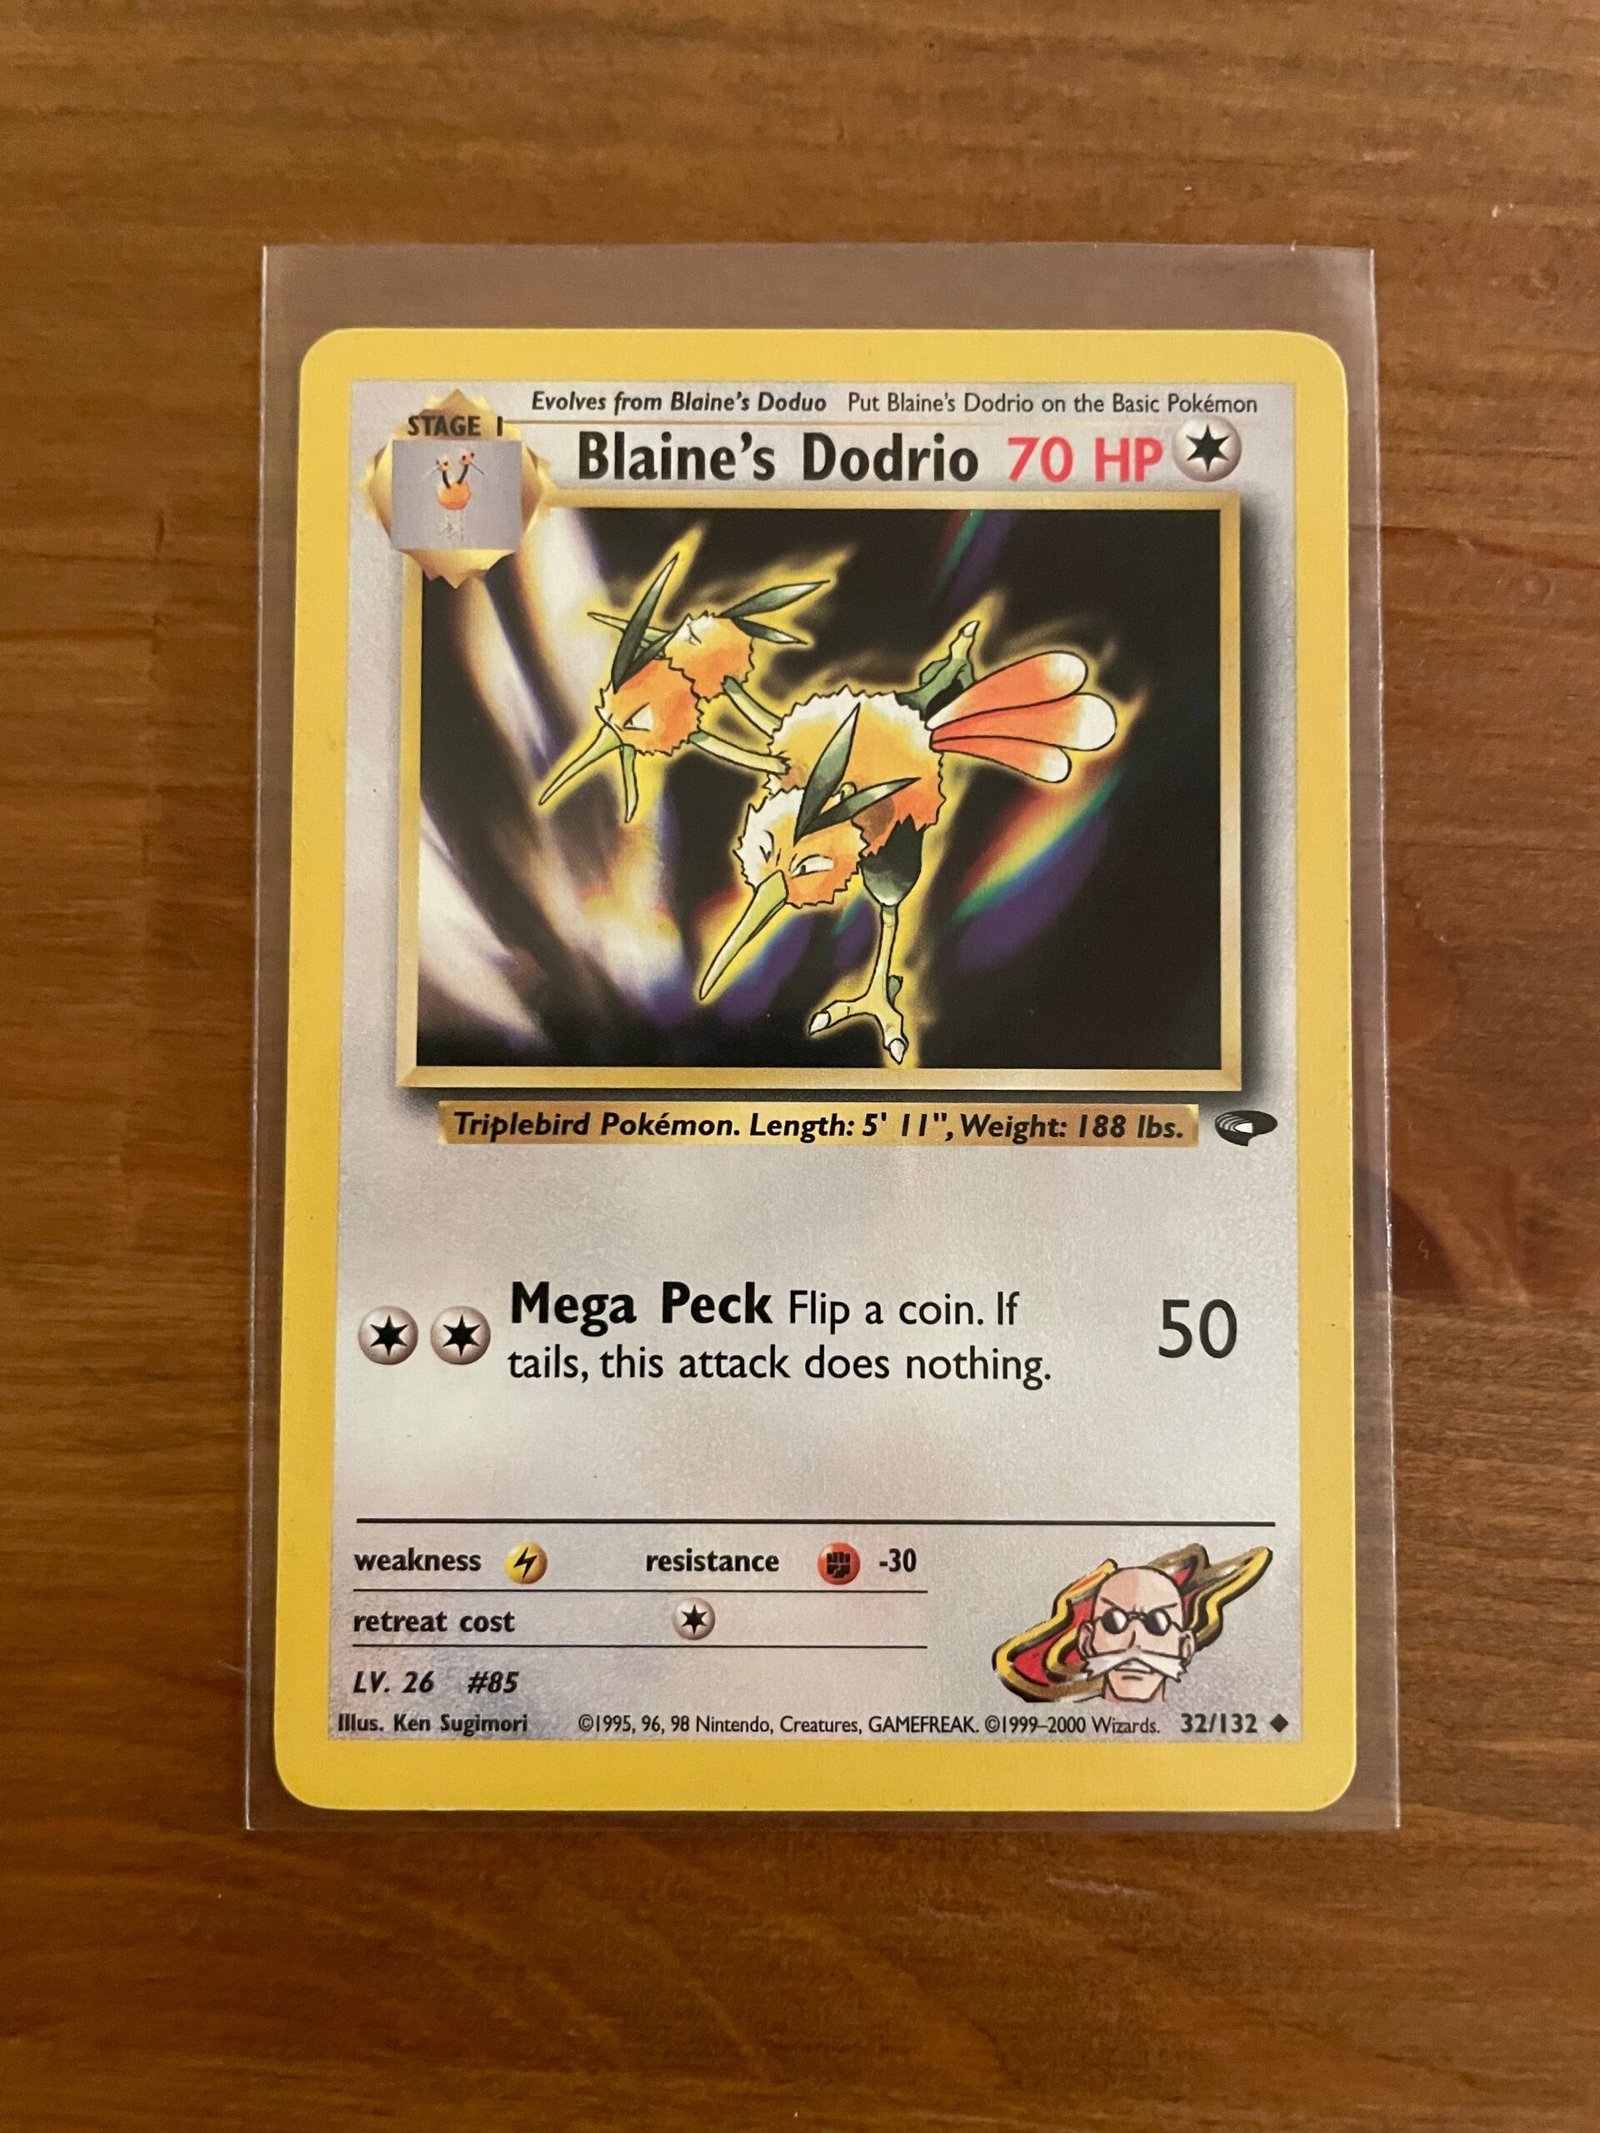 Evolves from Blaine's Doduo Put Blaine's Dodrio on the Basic Pokémon
STAGE 1
Blaine's Dodrio 70 HP
Triplebird Pokémon. Length: 5' 11", Weight: 188 lbs.
Mega Peck Flip a coin. If
tails, this attack does nothing.
50
weakness resistance -30
retreat cost
LV. 26 #85
Illus. Ken Sugimori ©1995, 96, 98 Nintendo, Creatures, GAMEFREAK. ©1999–2000 Wizards. 32/132